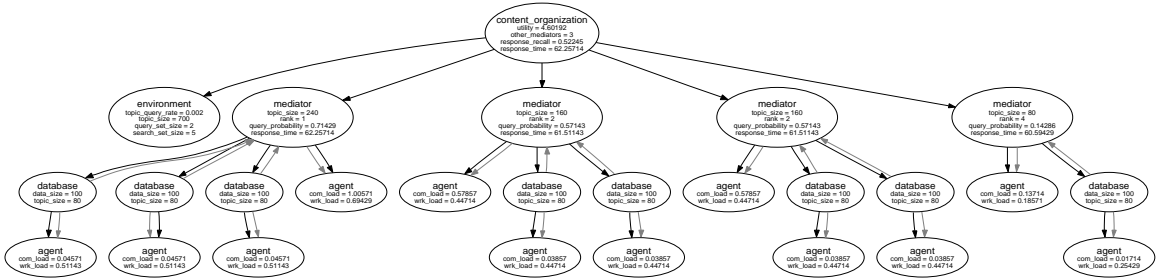 content_organization
utility = 4.60192
other_mediators = 3
response_recall = 0.52245
response_time = 62.25714
environment
topic_query_rate = 0.002
topic_size = 700
query_set_size = 2
search_set_size = 5
mediator
topic_size = 240
rank = 1
query_probability = 0.71429
response_time = 62.25714
mediator
topic_size = 160
rank = 2
query_probability = 0.57143
response_time = 61.51143
mediator
topic_size = 160
rank = 2
query_probability = 0.57143
response_time = 61.51143
mediator
topic_size = 80
rank = 4
query_probability = 0.14286
response_time = 60.59429
database
data_size = 100
topic_size = 80
database
data_size = 100
topic_size = 80
database
data_size = 100
topic_size = 80
agent
com_load = 1.00571
wrk_load = 0.69429
agent
com_load = 0.57857
wrk_load = 0.44714
database
data_size = 100
topic_size = 80
database
data_size = 100
topic_size = 80
agent
com_load = 0.57857
wrk_load = 0.44714
database
data_size = 100
topic_size = 80
database
data_size = 100
topic_size = 80
agent
com_load = 0.13714
wrk_load = 0.18571
database
data_size = 100
topic_size = 80
agent
com_load = 0.04571
wrk_load = 0.51143
agent
com_load = 0.04571
wrk_load = 0.51143
agent
com_load = 0.04571
wrk_load = 0.51143
agent
com_load = 0.03857
wrk_load = 0.44714
agent
com_load = 0.03857
wrk_load = 0.44714
agent
com_load = 0.03857
wrk_load = 0.44714
agent
com_load = 0.03857
wrk_load = 0.44714
agent
com_load = 0.01714
wrk_load = 0.25429